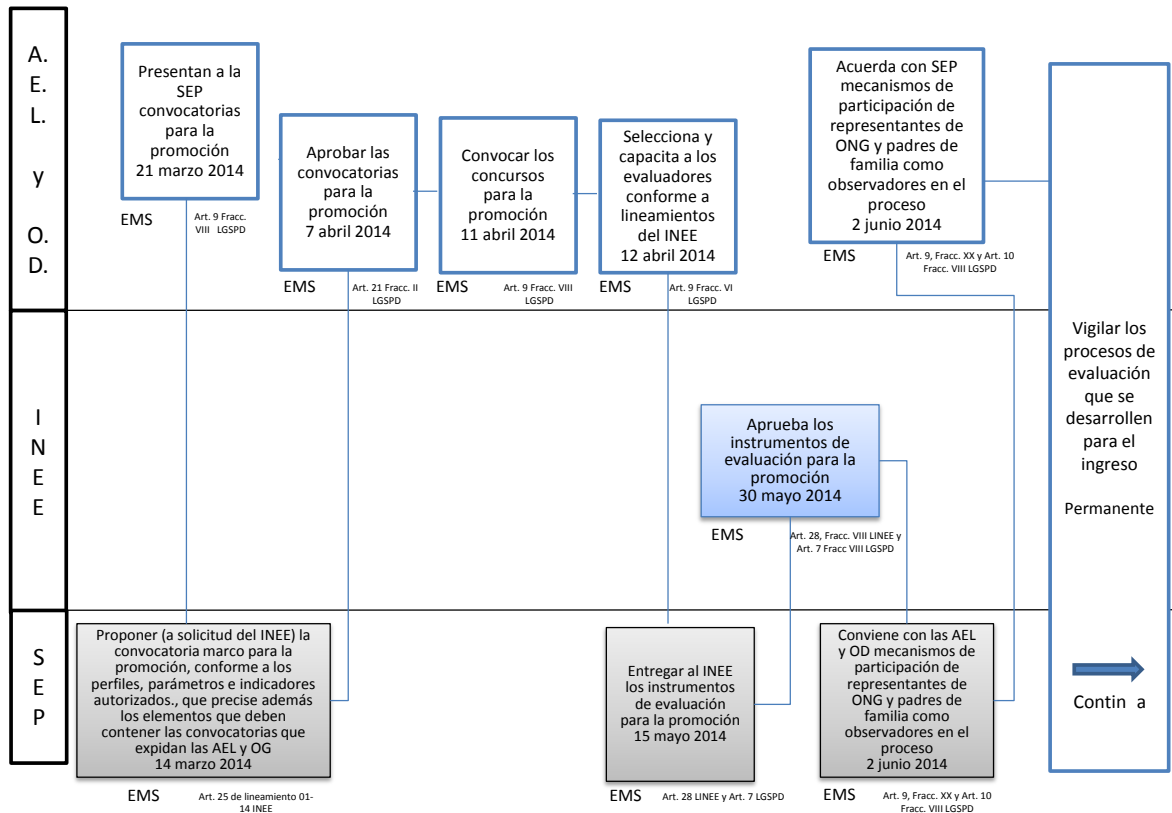 A.
E.
L.
y
O.
D.
Presentan a la
SEP
convocatorias
para la
promoción
21 marzo 2014
EMS
Art. 9 Fracc.
VIII LGSPD
Aprobar las
convocatorias
para la
promoción
7 abril 2014
EMS
Art. 21 Fracc. II
LGSPD
Convocar los
concursos
para la
promoción
11 abril 2014
EMS
Art. 9 Fracc. VIII
LGSPD
Selecciona y
capacita a los
evaluadores
conforme a
lineamientos
del INEE
12 abril 2014
EMS
Art. 9 Fracc. VI
LGSPD
Acuerda con SEP
mecanismos de
participación de
representantes de
ONG y padres de
familia como
observadores en el
proceso
2 junio 2014
EMS
Art. 9, Fracc. XX y Art. 10
Fracc. VIII LGSPD
Vigilar los
procesos de
evaluación
que se
desarrollen
para el
ingreso
Permanente
Contin a
I
N
E
E
Aprueba los
instrumentos de
evaluación para la
promoción
30 mayo 2014
EMS
Art. 28, Fracc. VIII LINEE y
Art. 7 Fracc VIII LGSPD
S
E
P
Proponer (a solicitud del INEE) la
convocatoria marco para la
promoción, conforme a los
perfiles, parámetros e indicadores
autorizados., que precise además
los elementos que deben
contener las convocatorias que
expidan las AEL y OG
14 marzo 2014
EMS
Art. 25 de lineamiento 01-
14 INEE
Entregar al INEE
los instrumentos
de evaluación
para la promoción
15 mayo 2014
EMS
Art. 28 LINEE y Art. 7 LGSPD
Conviene con las AEL
y OD mecanismos de
participación de
representantes de
ONG y padres de
familia como
observadores en el
proceso
2 junio 2014
EMS
Art. 9, Fracc. XX y Art. 10
Fracc. VIII LGSPD